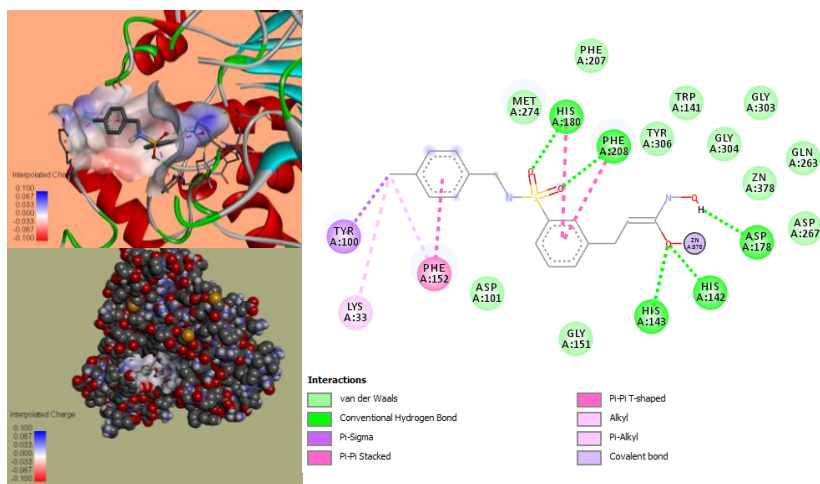 Interpolated Charge
0.100
0.067
0.033
0.000
-0.033
-0.067
-0.100
Interpolated Charge
0.100
0.067
0.033
0.000
-0.033
-0.067
-0.100
PHE
A:207
MET
A:274
HIS
A:180
PHE
A:208
TYR
A:306
TRP
A:141
GLY
A:304
GLY
A:303
GLN
A:263
ZN
A:378
ASP
A:267
ASP
A:178
ZN
A:378
HIS
A:142
HIS
A:143
GLY
A:151
ASP
A:101
PHE
A:152
TYR
A:100
LYS
A:33
O
O
S
N
N
O
H
O
Interactions
van der Waals
Conventional Hydrogen Bond
Pi-Sigma
Pi-Pi Stacked
Pi-Pi T-shaped
Alkyl
Pi-Alkyl
Covalent bond